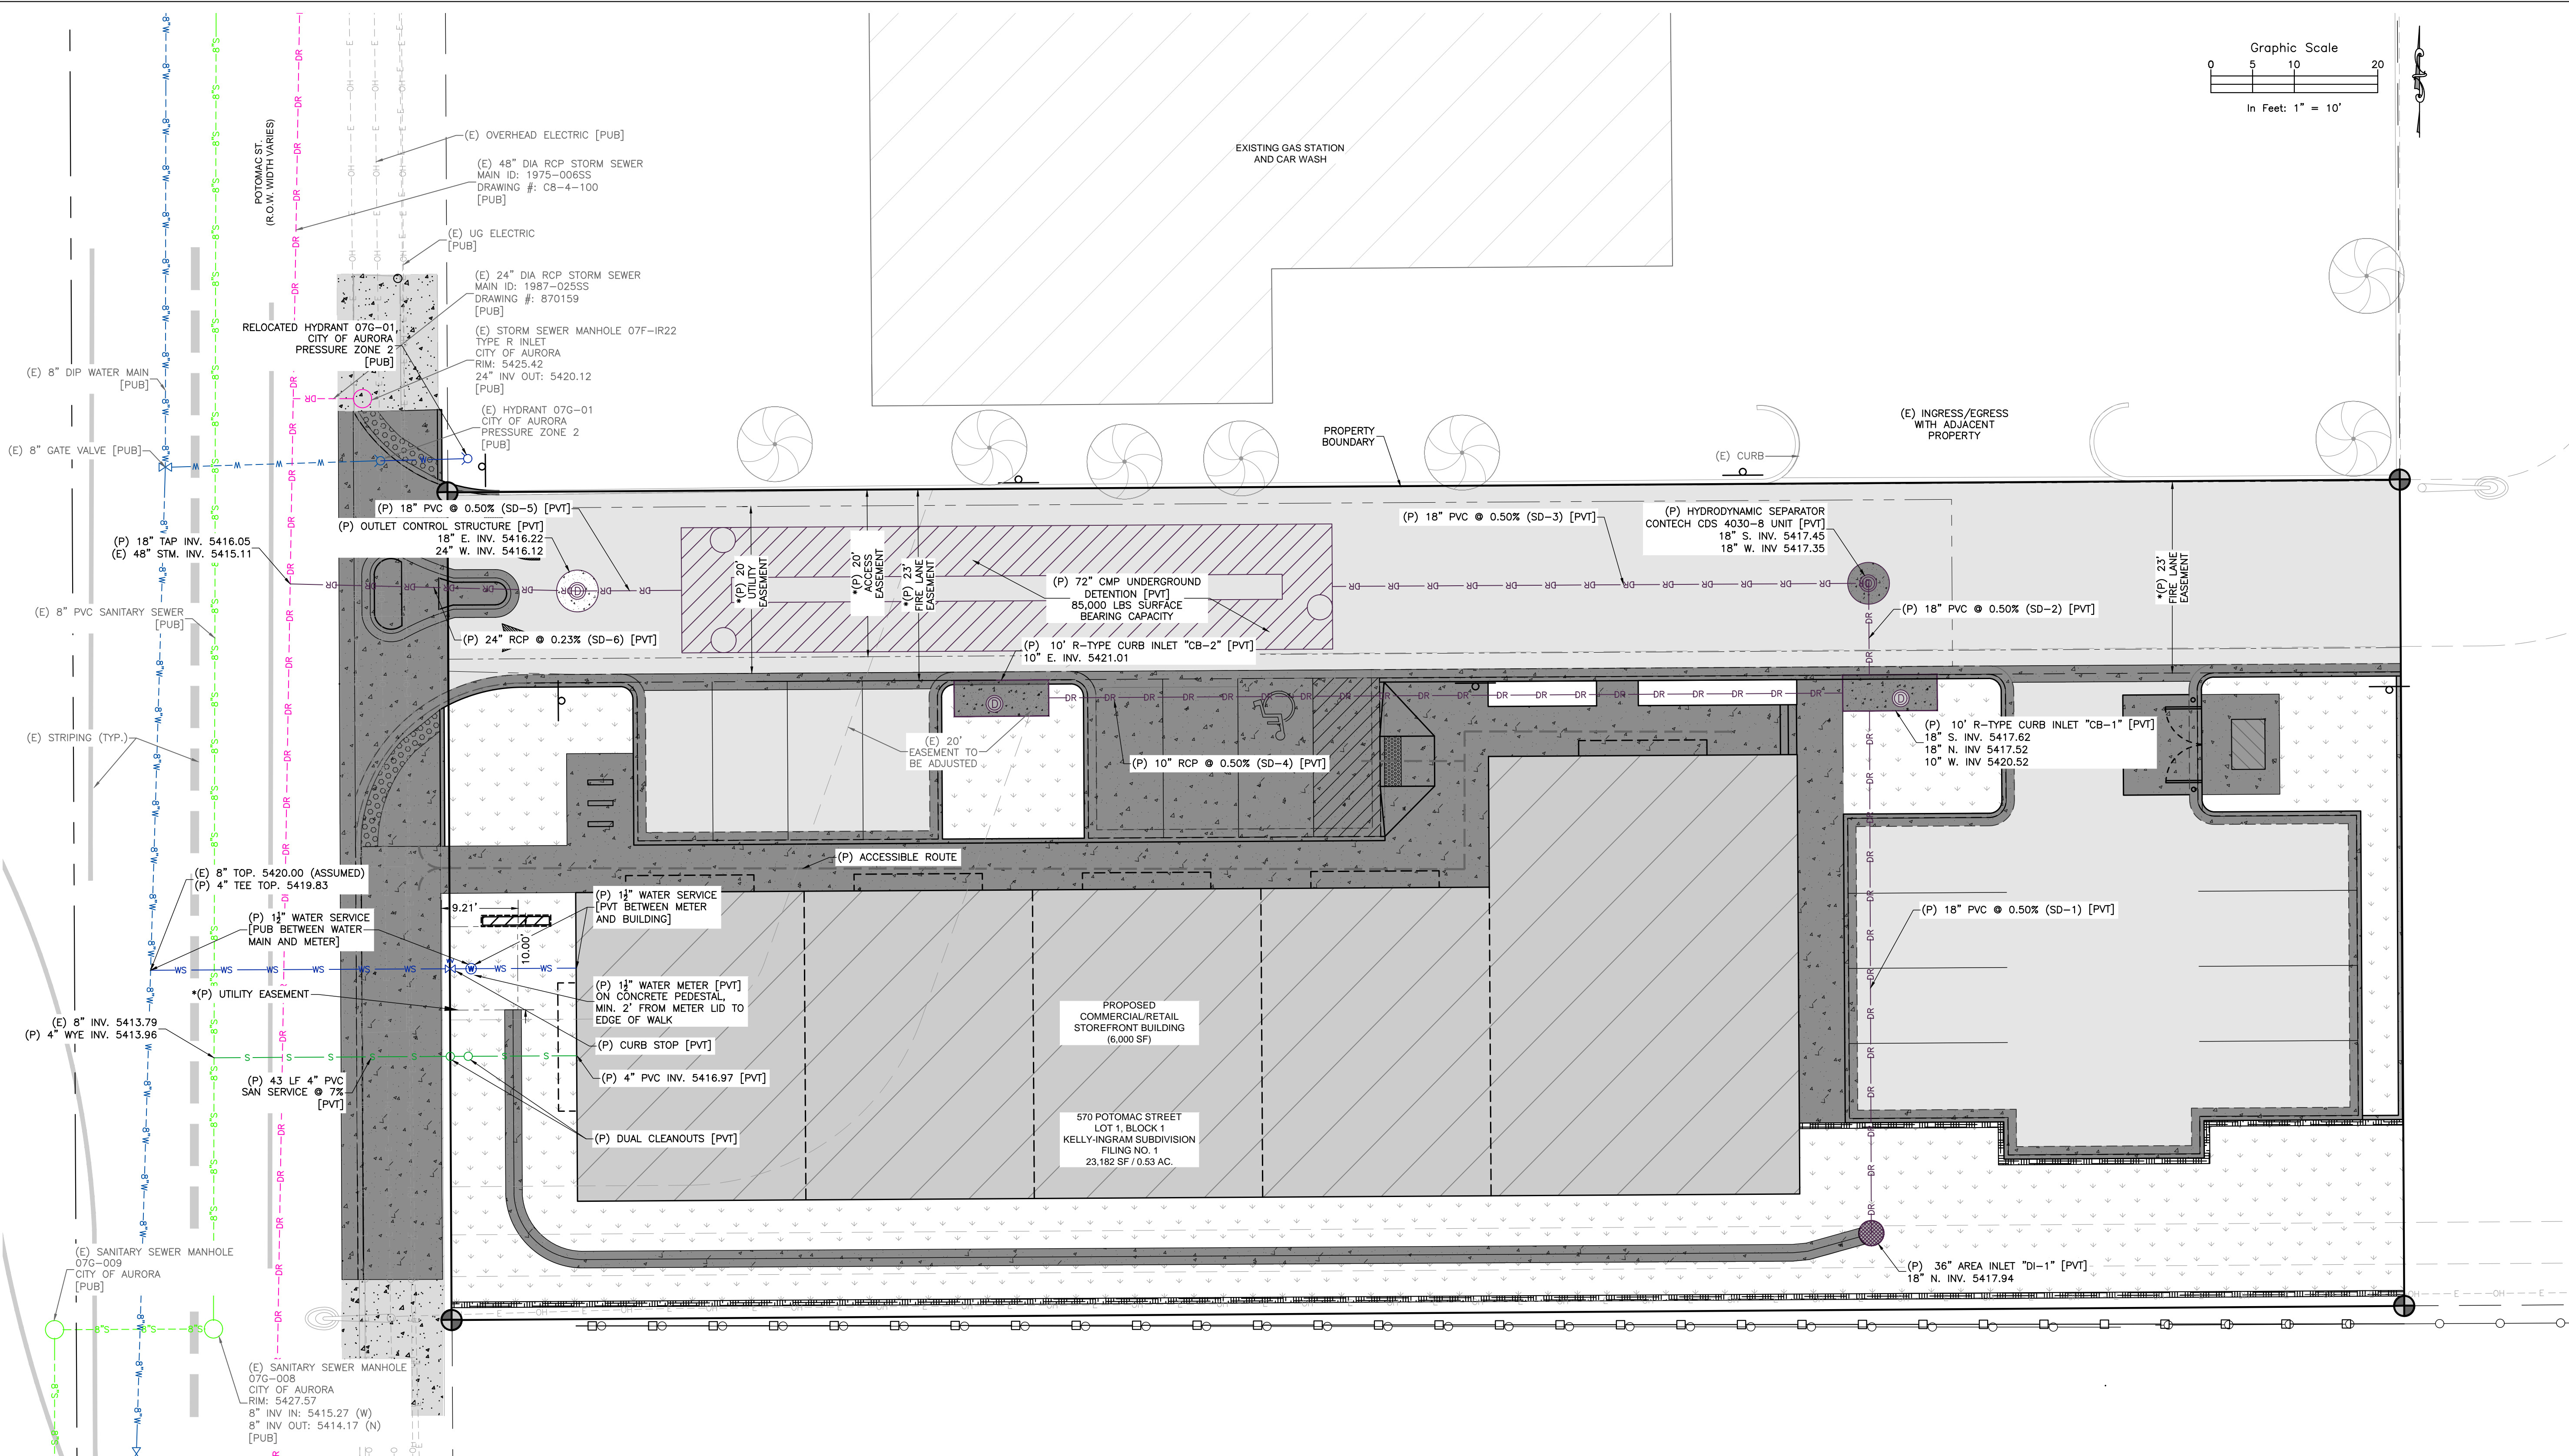 Graphic Scale
0 5 10 20
In Feet: 1" = 10'
POTOMAC ST.
(R.O.W. WIDTH VARIES)
(E) OVERHEAD ELECTRIC [PUB]
(E) 48" DIA RCP STORM SEWER
MAIN ID: 1975-006SS
DRAWING #: C8-4-100
[PUB]
(E) UG ELECTRIC
[PUB]
(E) 24" DIA RCP STORM SEWER
MAIN ID: 1987-025SS
DRAWING #: 870159
[PUB]
RELOCATED HYDRANT 07G-01,
CITY OF AURORA
PRESSURE ZONE 2
[PUB]
(E) STORM SEWER MANHOLE 07F-IR22
TYPE R INLET
CITY OF AURORA
RIM: 5425.42
24" INV OUT: 5420.12
[PUB]
(E) 8" DIP WATER MAIN
[PUB]
(E) HYDRANT 07G-01
CITY OF AURORA
PRESSURE ZONE 2
[PUB]
(E) 8" GATE VALVE [PUB]
EXISTING GAS STATION
AND CAR WASH
PROPERTY
BOUNDARY
(E) INGRESS/EGRESS
WITH ADJACENT
PROPERTY
(E) CURB
(P) 18" PVC @ 0.50% (SD-5) [PVT]
(P) OUTLET CONTROL STRUCTURE [PVT]
18" E. INV. 5416.22
24" W. INV. 5416.12
(P) 18" TAP INV. 5416.05
(E) 48" STM. INV. 5415.11
(P) 18" PVC @ 0.50% (SD-3) [PVT]
(P) HYDRODYNAMIC SEPARATOR
CONTECH CDS 4030-8 UNIT [PVT]
18" S. INV. 5417.45
18" W. INV 5417.35
*(P) 20'
UTILITY
EASEMENT
*(P) 20'
ACCESS
EASEMENT
*(P) 23'
FIRE LANE
EASEMENT
(P) 72" CMP UNDERGROUND
DETENTION [PVT]
85,000 LBS SURFACE
BEARING CAPACITY
*(P) 23'
FIRE LANE
EASEMENT
(E) 8" PVC SANITARY SEWER
[PUB]
(P) 24" RCP @ 0.23% (SD-6) [PVT]
(P) 18" PVC @ 0.50% (SD-2) [PVT]
(P) 10' R-TYPE CURB INLET "CB-2" [PVT]
10" E. INV. 5421.01
(E) STRIPING (TYP.)
(E) 20'
EASEMENT TO
BE ADJUSTED
(P) 10" RCP @ 0.50% (SD-4) [PVT]
(P) 10' R-TYPE CURB INLET "CB-1" [PVT]
18" S. INV. 5417.62
18" N. INV 5417.52
10" W. INV 5420.52
(P) ACCESSIBLE ROUTE
(E) 8" TOP. 5420.00 (ASSUMED)
(P) 4" TEE TOP. 5419.83
(P) 1½" WATER SERVICE
[PUB BETWEEN WATER
MAIN AND METER]
9.21'
10.00'
(P) 1½" WATER SERVICE
[PVT BETWEEN METER
AND BUILDING]
(P) 18" PVC @ 0.50% (SD-1) [PVT]
*(P) UTILITY EASEMENT
(P) 1½" WATER METER [PVT]
ON CONCRETE PEDESTAL,
MIN. 2' FROM METER LID TO
EDGE OF WALK
(E) 8" INV. 5413.79
(P) 4" WYE INV. 5413.96
(P) CURB STOP [PVT]
PROPOSED
COMMERCIAL/RETAIL
STOREFRONT BUILDING
(6,000 SF)
(P) 43 LF 4" PVC
SAN SERVICE @ 7%
[PVT]
(P) 4" PVC INV. 5416.97 [PVT]
(P) DUAL CLEANOUTS [PVT]
570 POTOMAC STREET
LOT 1, BLOCK 1
KELLY-INGRAM SUBDIVISION
FILING NO. 1
23,182 SF / 0.53 AC.
(E) SANITARY SEWER MANHOLE
07G-009
CITY OF AURORA
[PUB]
(P) 36" AREA INLET "DI-1" [PVT]
18" N. INV. 5417.94
(E) SANITARY SEWER MANHOLE
07G-008
CITY OF AURORA
RIM: 5427.57
8" INV IN: 5415.27 (W)
8" INV OUT: 5414.17 (N)
[PUB]